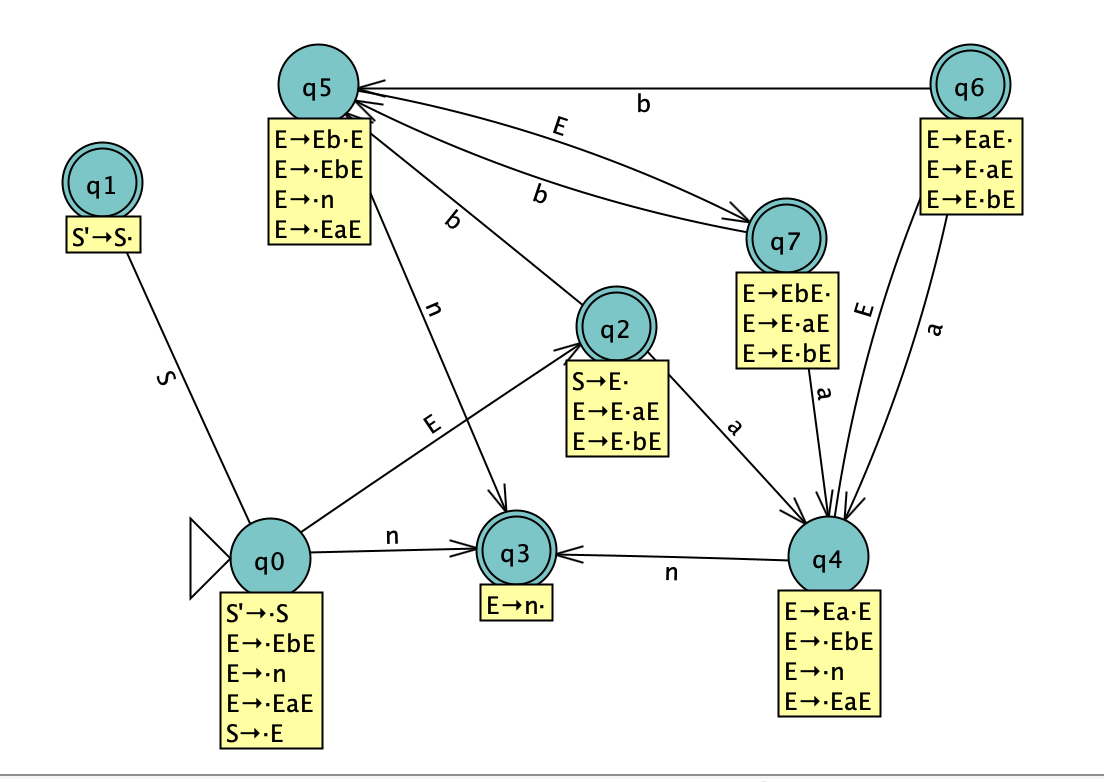 q5
E→Eb·E
E→·EbE
E→·n
E→·EaE
q6
E→EaE·
E→E·aE
E→E·bE
b
E
b
q1
S'→S·
q7
E→EbE·
E→E·aE
E→E·bE
b
n
E
a
q2
S→E·
E→E·aE
E→E·bE
S
E
a
a
q0
S'→·S
E→·EbE
E→·n
E→·EaE
S→·E
n
q3
E→n·
n
q4
E→Ea·E
E→·EbE
E→·n
E→·EaE